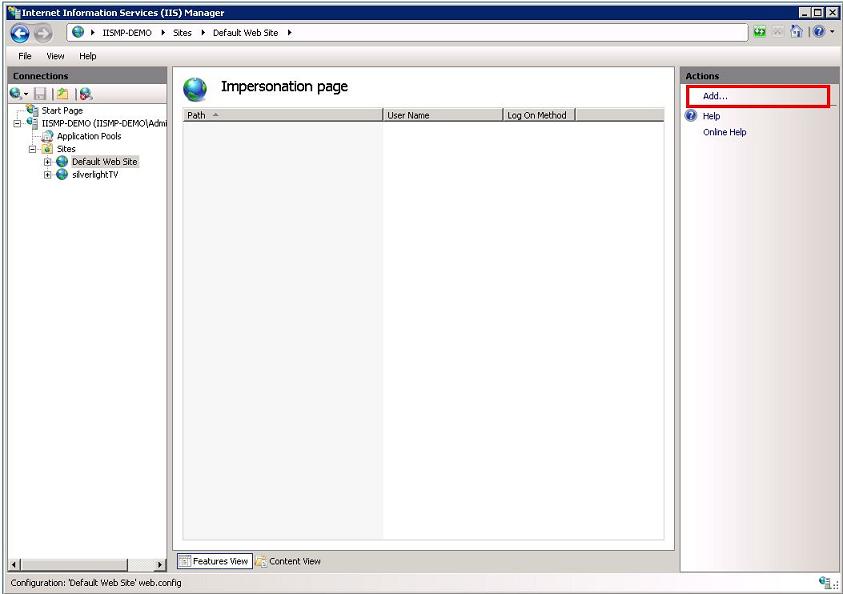 Internet Information Services (IIS) Manager
IISMP-DEMO Sites Default Web Site
File View Help
Connections
Start Page
IISMP-DEMO (IISMP-DEMO\Admi
Application Pools
Sites
Default Web Site
silverlightTV
Impersonation page
Path User Name Log On Method
Features View Content View
Actions
Add...
Help
Online Help
Configuration: 'Default Web Site' web.config